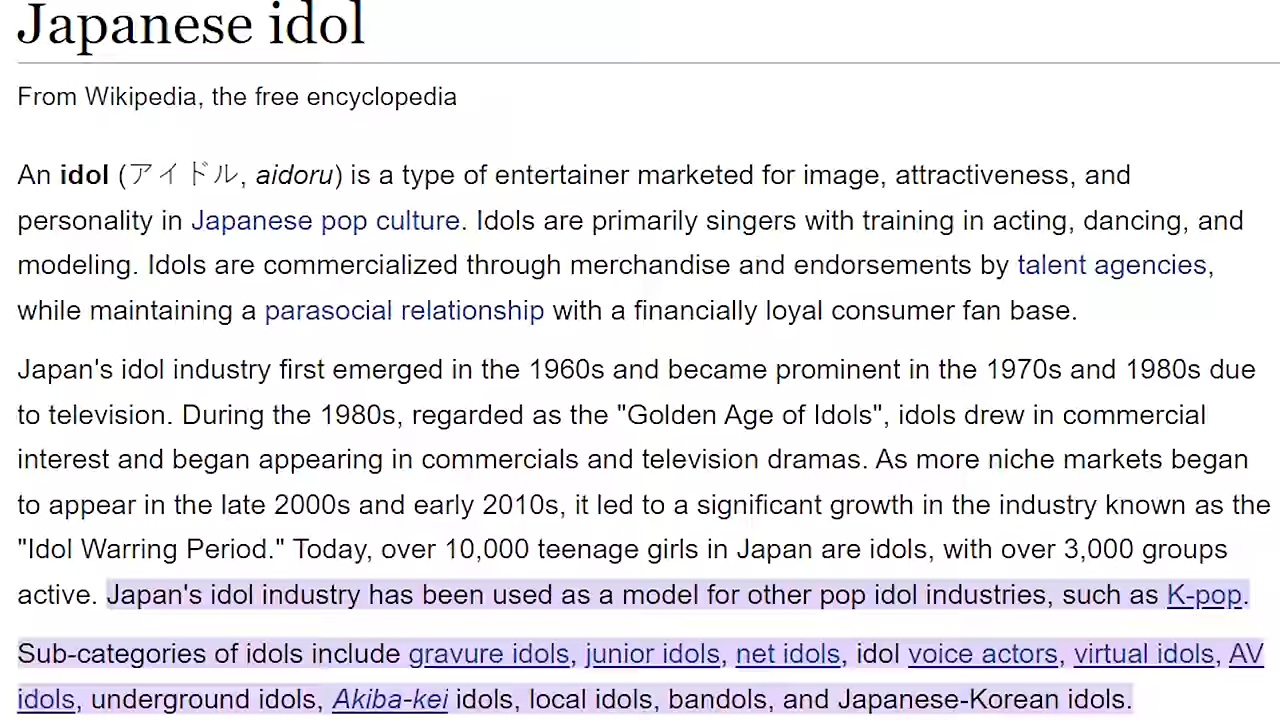 Japanese idol
From Wikipedia, the free encyclopedia
An idol (アイドル, aidoru) is a type of entertainer marketed for image, attractiveness, and
personality in Japanese pop culture. Idols are primarily singers with training in acting, dancing, and
modeling. Idols are commercialized through merchandise and endorsements by talent agencies,
while maintaining a parasocial relationship with a financially loyal consumer fan base.
Japan's idol industry first emerged in the 1960s and became prominent in the 1970s and 1980s due
to television. During the 1980s, regarded as the "Golden Age of Idols", idols drew in commercial
interest and began appearing in commercials and television dramas. As more niche markets began
to appear in the late 2000s and early 2010s, it led to a significant growth in the industry known as the
"Idol Warring Period." Today, over 10,000 teenage girls in Japan are idols, with over 3,000 groups
active. Japan's idol industry has been used as a model for other pop idol industries, such as K-pop.
Sub-categories of idols include gravure idols, junior idols, net idols, idol voice actors, virtual idols, AV
idols, underground idols, Akiba-kei idols, local idols, bandols, and Japanese-Korean idols.